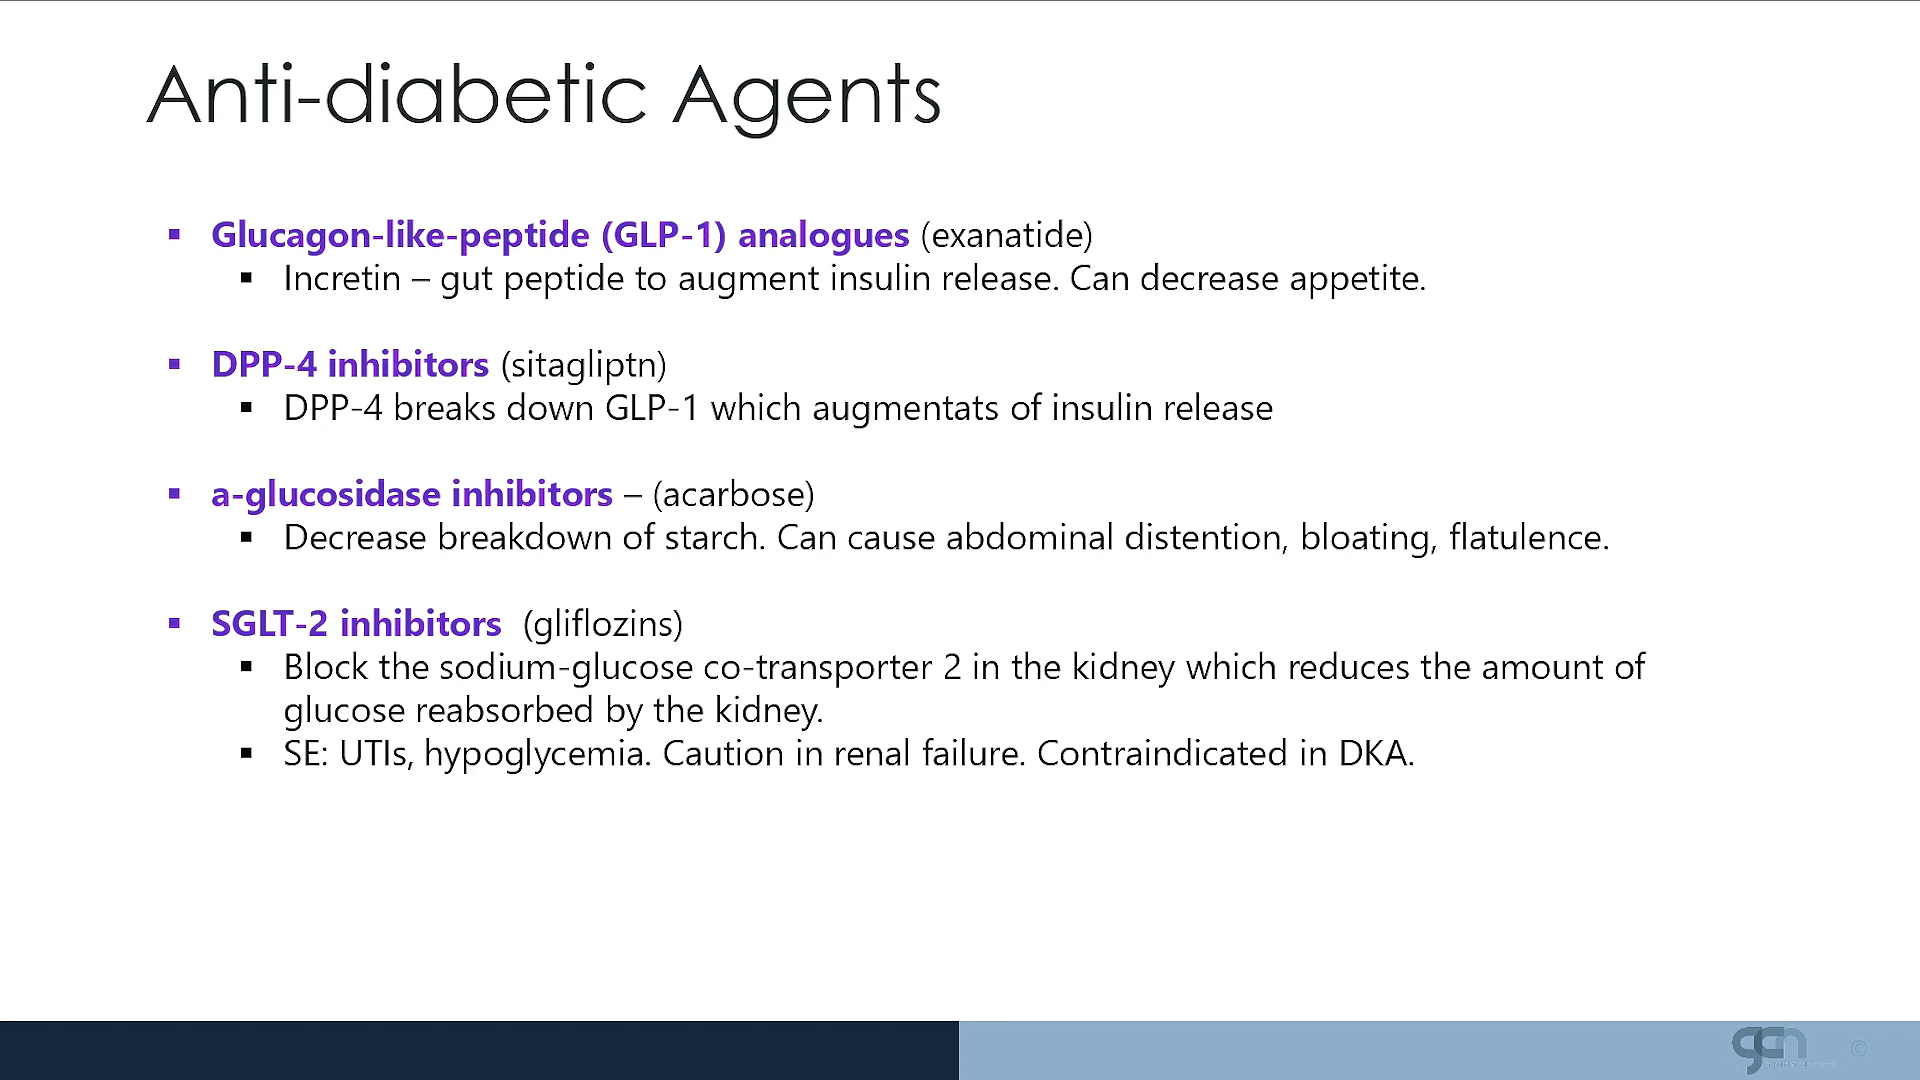 Anti-diabetic Agents
▪ Glucagon-like-peptide (GLP-1) analogues (exanatide)
▪ Incretin – gut peptide to augment insulin release. Can decrease appetite.
▪ DPP-4 inhibitors (sitagliptn)
▪ DPP-4 breaks down GLP-1 which augmentats of insulin release
▪ a-glucosidase inhibitors – (acarbose)
▪ Decrease breakdown of starch. Can cause abdominal distention, bloating, flatulence.
▪ SGLT-2 inhibitors (gliflozins)
▪ Block the sodium-glucose co-transporter 2 in the kidney which reduces the amount of
glucose reabsorbed by the kidney.
▪ SE: UTIs, hypoglycemia. Caution in renal failure. Contraindicated in DKA.
©